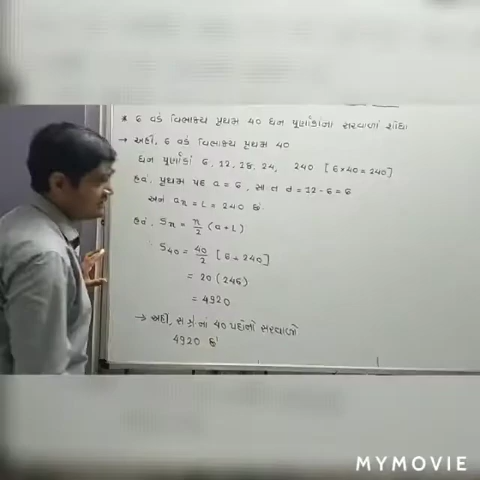 * 6 વડે વિભાજ્ય પ્રથમ 40 ધન પૂર્ણાંકોના સરવાળા શોધો
→ અહીં, 6 વડે વિભાજ્ય પ્રથમ 40
ધન પૂર્ણાંકો 6, 12, 28, 24, 240 [6×40=240]
હવે, પ્રથમ પદ a = 6, સા.ત d = 12-6 = 6
અને an = l = 240 છે.
હવે, Sn = n/2 (a + l)
∴ S40 = 40/2 [6 + 240]
= 20 (246)
= 4920
→ અહીં, સ.શ્રે.નાં 40 પદોનો સરવાળો
4920 છે
MYMOVIE